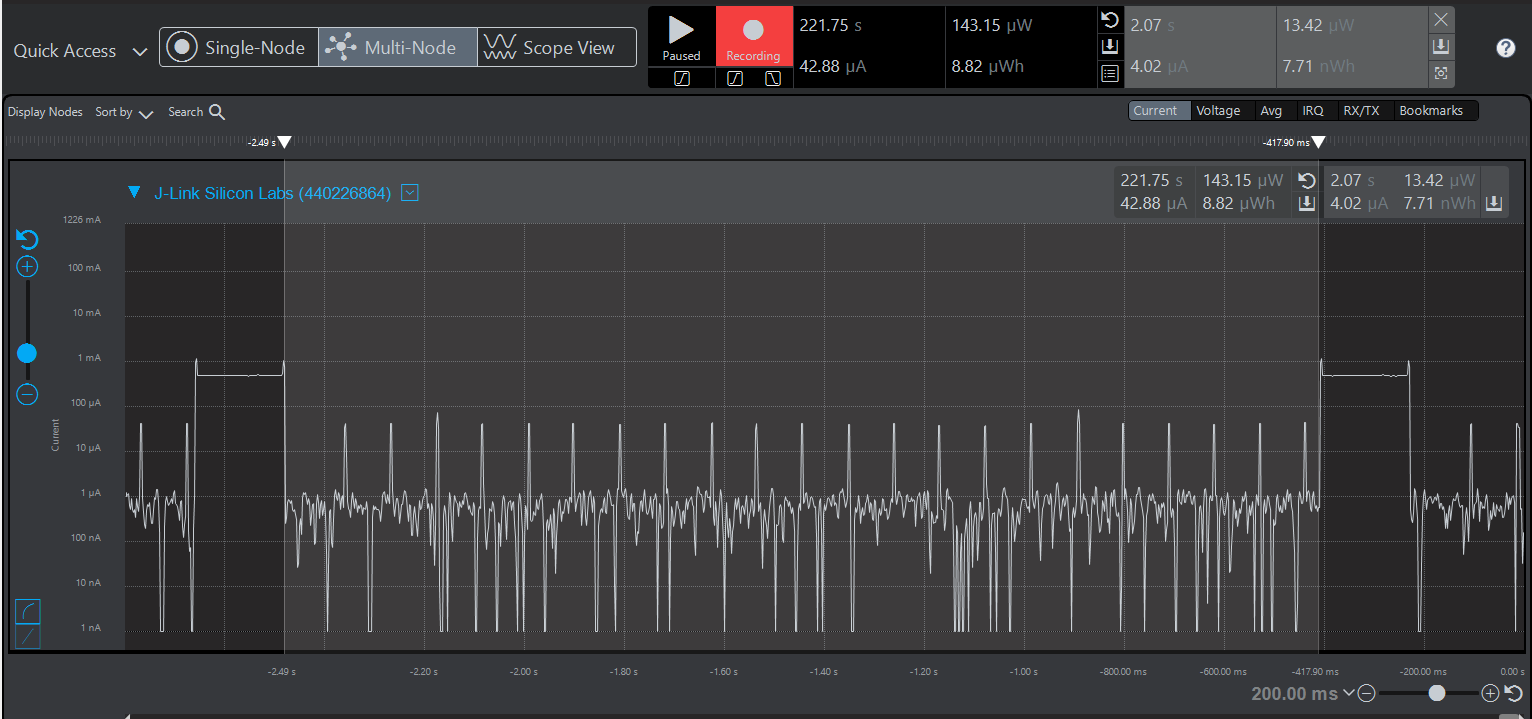 Quick Access
Single-Node
Multi-Node
Scope View
Paused
Recording
221.75 s
42.88 µA
143.15 µW
8.82 µWh
2.07 s
4.02 µA
13.42 µW
7.71 nWh
?
Display Nodes Sort by Search
Current Voltage Avg IRQ RX/TX Bookmarks
-2.49 s
-417.90 ms
J-Link Silicon Labs (440226864)
221.75 s 143.15 µW
42.88 µA 8.82 µWh
2.07 s 13.42 µW
4.02 µA 7.71 nWh
1226 mA
100 mA
10 mA
1 mA
100 µA
10 µA
1 µA
100 nA
10 nA
1 nA
Current
-2.49 s -2.20 s -2.00 s -1.80 s -1.60 s -1.40 s -1.20 s -1.00 s -800.00 ms -600.00 ms -417.90 ms -200.00 ms 0.00 s
200.00 ms